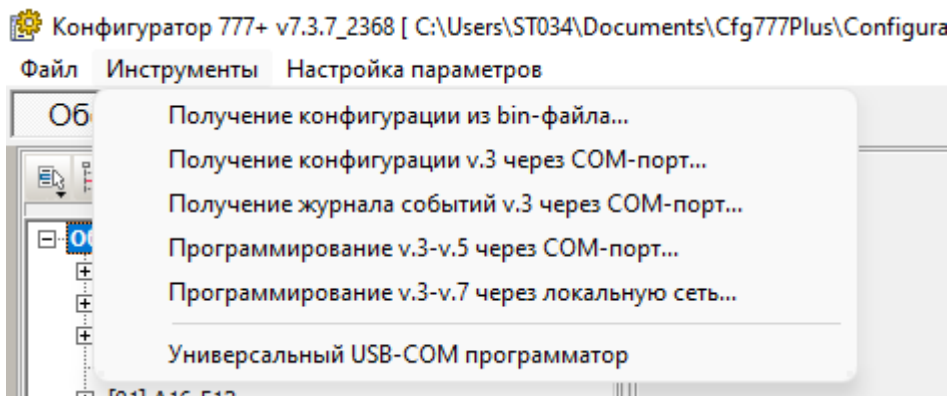 Конфигуратор 777+ v7.3.7_2368 [ C:\Users\ST034\Documents\Cfg777Plus\Configura
Файл Инструменты Настройка параметров
Об
Получение конфигурации из bin-файла...
Получение конфигурации v.3 через COM-порт...
Получение журнала событий v.3 через COM-порт...
Программирование v.3-v.5 через COM-порт...
Программирование v.3-v.7 через локальную сеть...
Универсальный USB-COM программатор